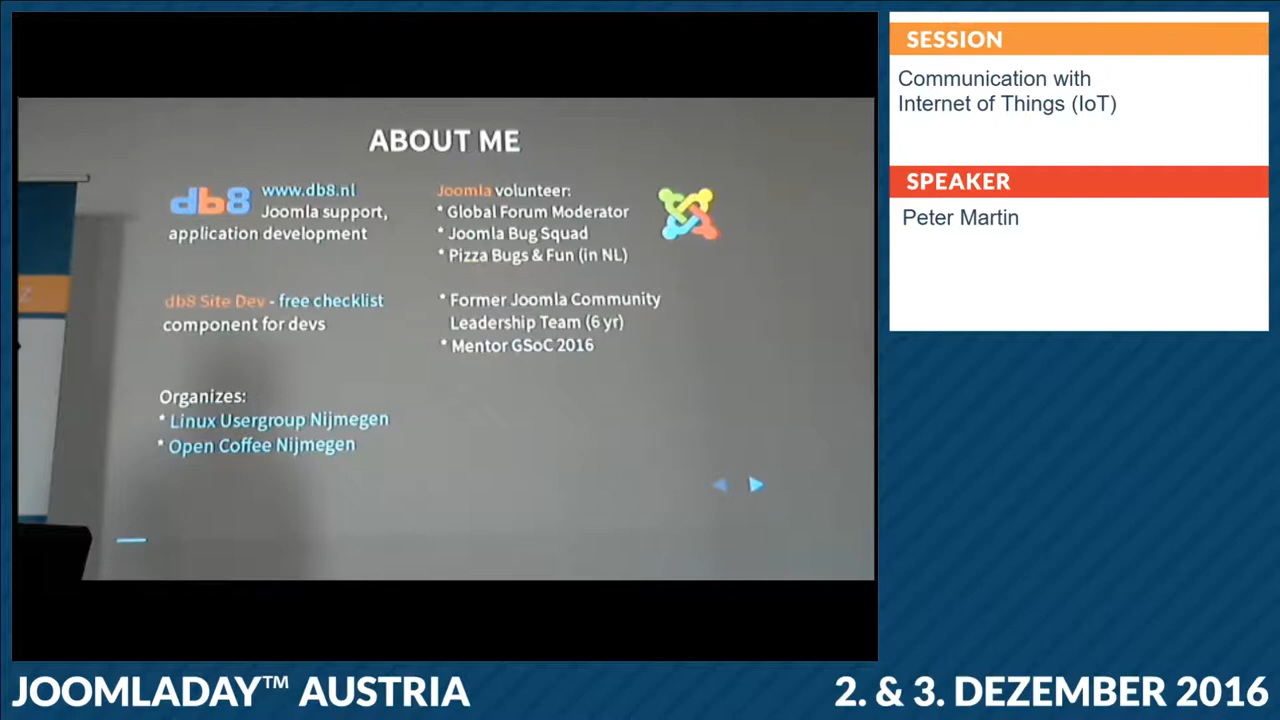 ABOUT ME
db8 www.db8.nl
Joomla support,
application development
db8 Site Dev - free checklist
component for devs
Organizes:
* Linux Usergroup Nijmegen
* Open Coffee Nijmegen
Joomla volunteer:
* Global Forum Moderator
* Joomla Bug Squad
* Pizza Bugs & Fun (in NL)
* Former Joomla Community
Leadership Team (6 yr)
* Mentor GSoC 2016
SESSION
Communication with
Internet of Things (IoT)
SPEAKER
Peter Martin
JOOMLADAY™ AUSTRIA
2. & 3. DEZEMBER 2016